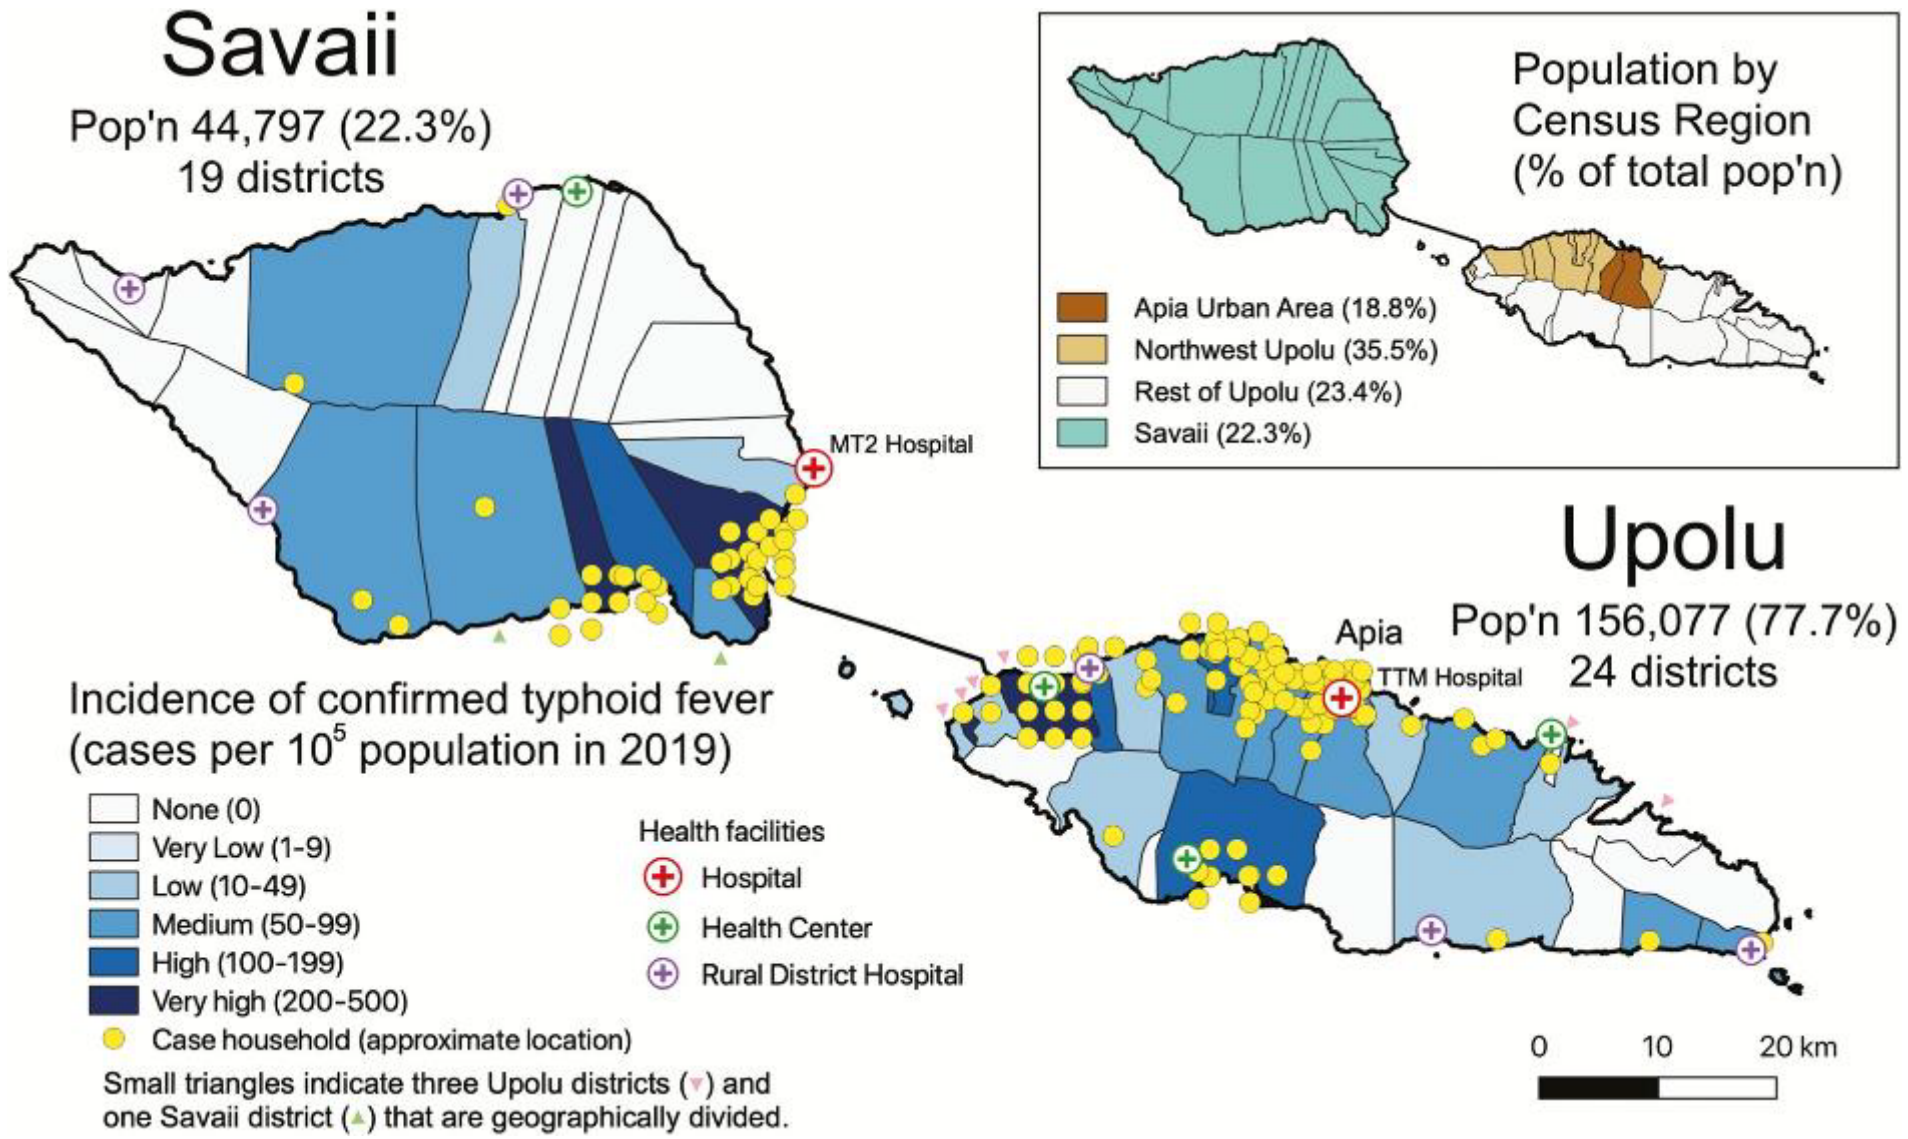 Savaii
Pop'n 44,797 (22.3%)
19 districts
Population by
Census Region
(% of total pop'n)
Apia Urban Area (18.8%)
Northwest Upolu (35.5%)
Rest of Upolu (23.4%)
Savaii (22.3%)
MT2 Hospital
Upolu
Pop'n 156,077 (77.7%)
24 districts
Apia
TTM Hospital
Incidence of confirmed typhoid fever
(cases per 10⁵ population in 2019)
None (0)
Very Low (1-9)
Low (10-49)
Medium (50-99)
High (100-199)
Very high (200-500)
Case household (approximate location)
Small triangles indicate three Upolu districts (▼) and
one Savaii district (▲) that are geographically divided.
Health facilities
Hospital
Health Center
Rural District Hospital
0 10 20 km